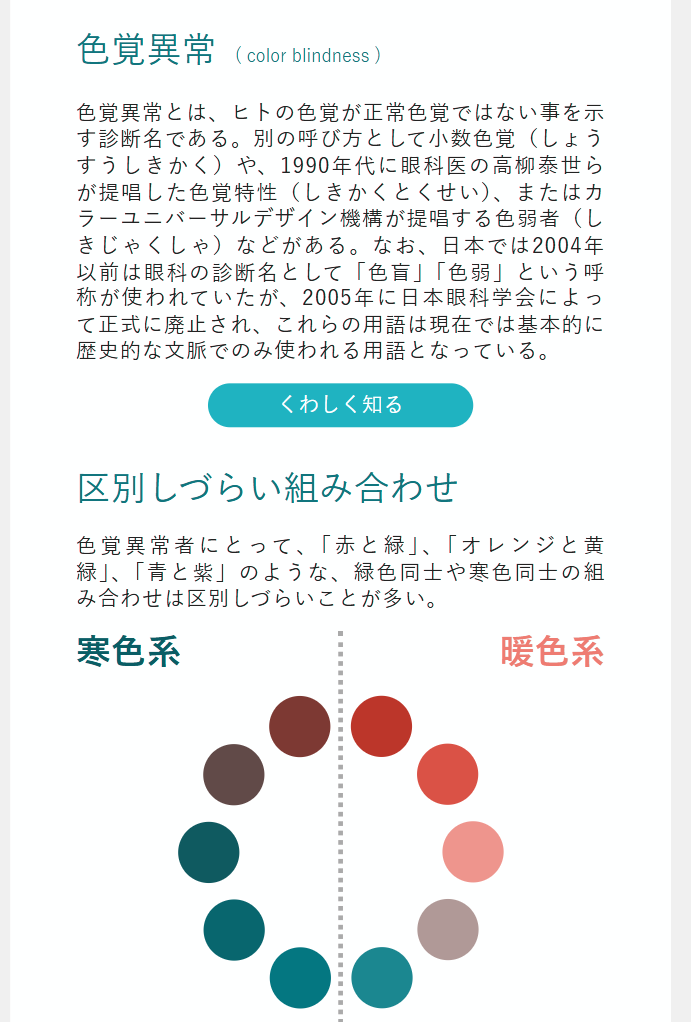 色覚異常 ( color blindness )
色覚異常とは、ヒトの色覚が正常色覚ではない事を示
す診断名である。別の呼び方として小数色覚（しょう
すうしきかく）や、1990年代に眼科医の高柳泰世ら
が提唱した色覚特性（しきかくとくせい）、またはカ
ラーユニバーサルデザイン機構が提唱する色弱者（し
きじゃくしゃ）などがある。なお、日本では2004年
以前は眼科の診断名として「色盲」「色弱」という呼
称が使われていたが、2005年に日本眼科学会によっ
て正式に廃止され、これらの用語は現在では基本的に
歴史的な文脈でのみ使われる用語となっている。
くわしく知る
区別しづらい組み合わせ
色覚異常者にとって、「赤と緑」、「オレンジと黄
緑」、「青と紫」のような、緑色同士や寒色同士の組
み合わせは区別しづらいことが多い。
寒色系
暖色系